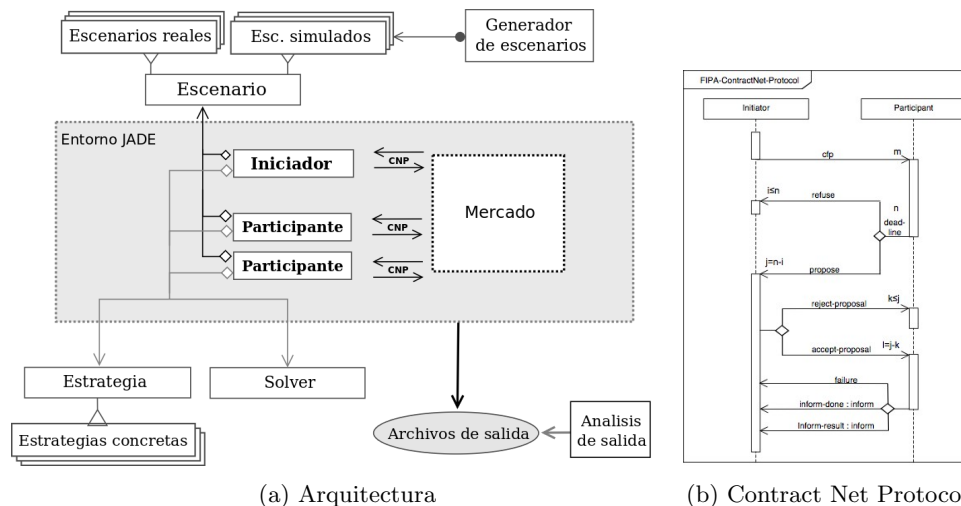 Escenarios reales
Esc. simulados
Generador
de escenarios
Escenario
Entorno JADE
Iniciador
CNP
Mercado
Participante
CNP
Participante
CNP
Estrategia
Solver
Estrategias concretas
Archivos de salida
Analisis
de salida
(a) Arquitectura
FIPA-ContractNet-Protocol
Initiator
Participant
cfp
m
i≤n
refuse
n
dead-
line
j=n-i
propose
reject-proposal
k≤j
accept-proposal
l=j-k
failure
inform-done : inform
Inform-result : inform
(b) Contract Net Protoco